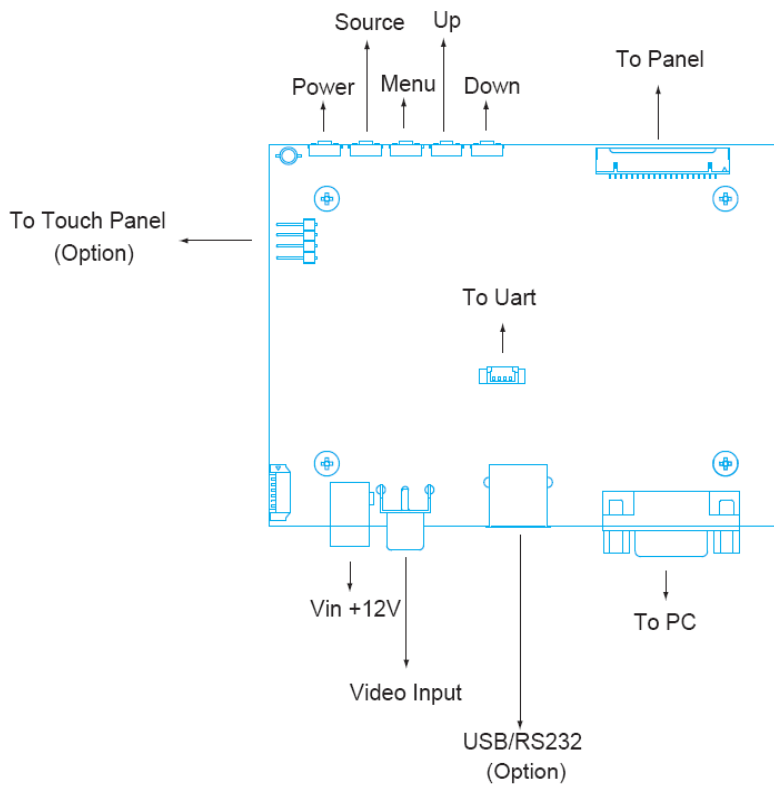 Source
Up
To Panel
Power
Menu
Down
To Touch Panel
(Option)
To Uart
Vin +12V
To PC
Video Input
USB/RS232
(Option)